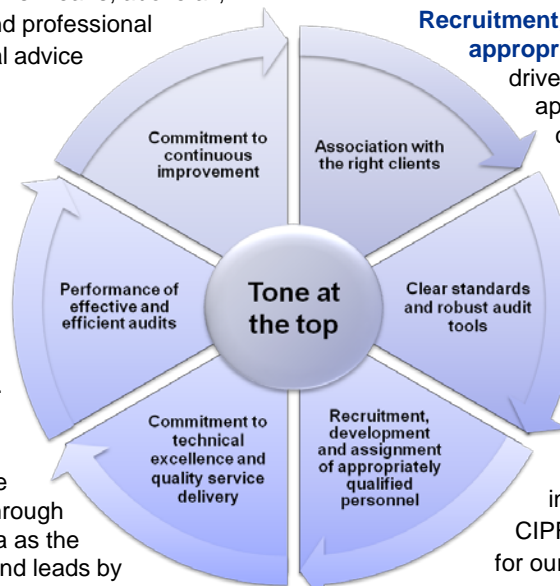 nd professional
al advice
Recruitment
appropri
drive
ap
Commitment to
continuous
improvement
Association with
the right clients
Performance of
effective and
efficient audits
Tone at
the top
Clear standards
and robust audit
tools
Commitment to
technical
excellence and
quality service
delivery
Recruitment,
development
and assignment
of appropriately
qualified
personnel
e
hrough
a as the
nd leads by
in
CIPF
for our